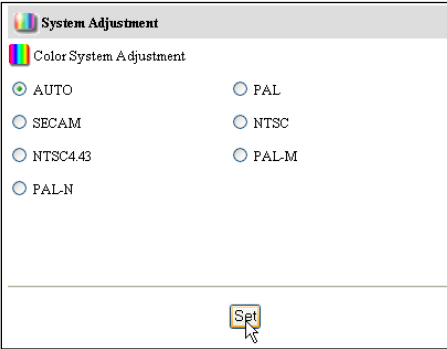 System Adjustment
Color System Adjustment
AUTO PAL
SECAM NTSC
NTSC4.43 PAL-M
PAL-N
Set